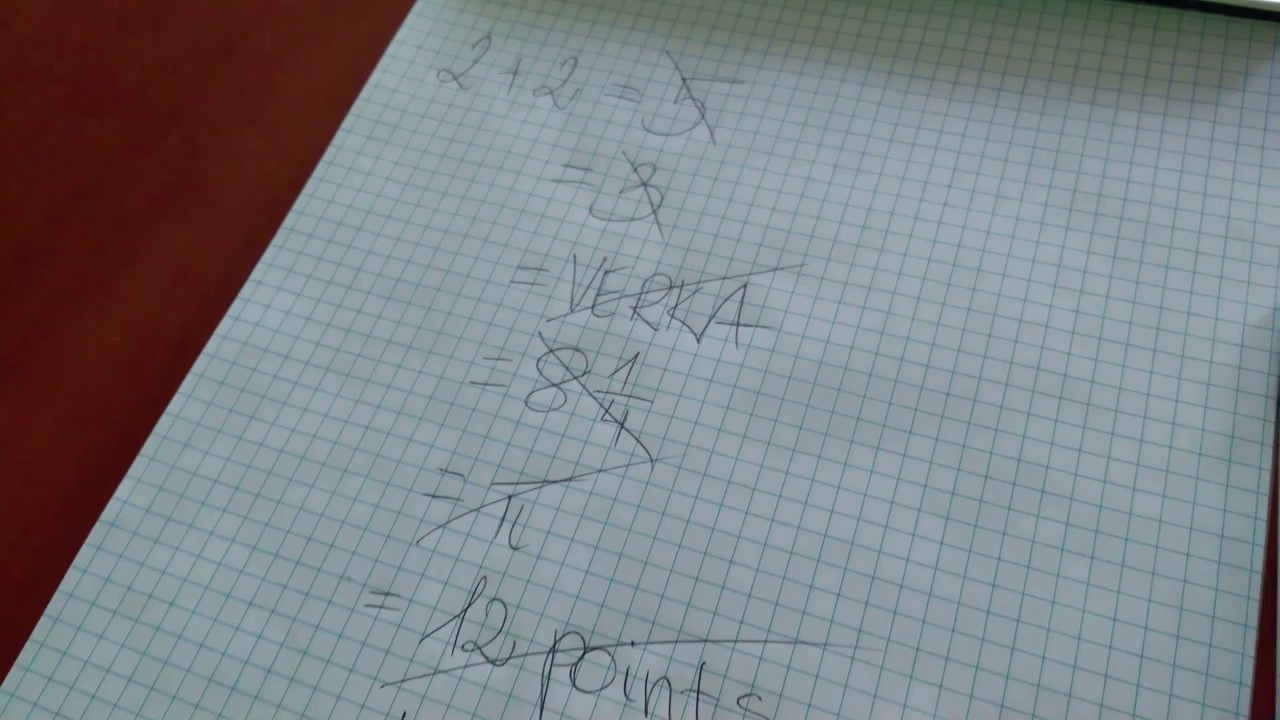 2 + 2 = 5
= 3
= VERKA
= 8 1/4
= π
= 12 points